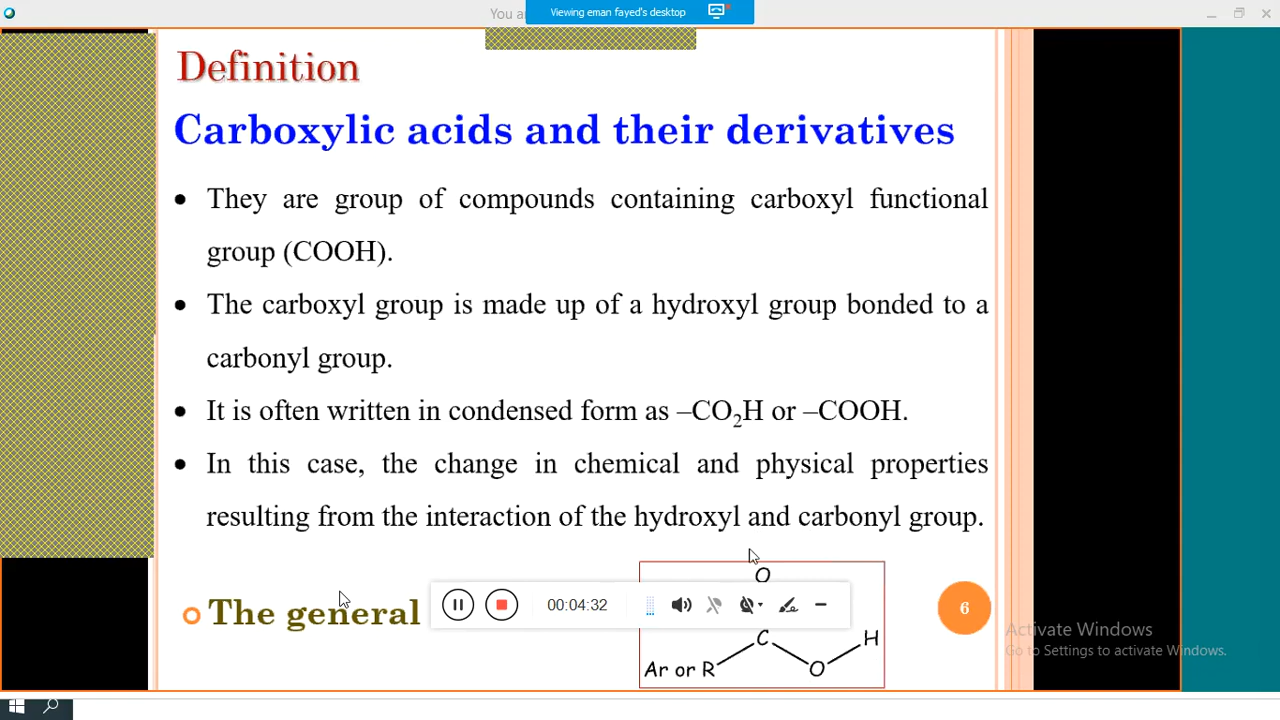 You a
Viewing eman fayed's desktop
Definition
Carboxylic acids and their derivatives
• They are group of compounds containing carboxyl functional
group (COOH).
• The carboxyl group is made up of a hydroxyl group bonded to a
carbonyl group.
• It is often written in condensed form as –CO₂H or –COOH.
• In this case, the change in chemical and physical properties
resulting from the interaction of the hydroxyl and carbonyl group.
The general
00:04:32
O
C
H
Ar or R
O
6
Activate Windows
Go to Settings to activate Windows.